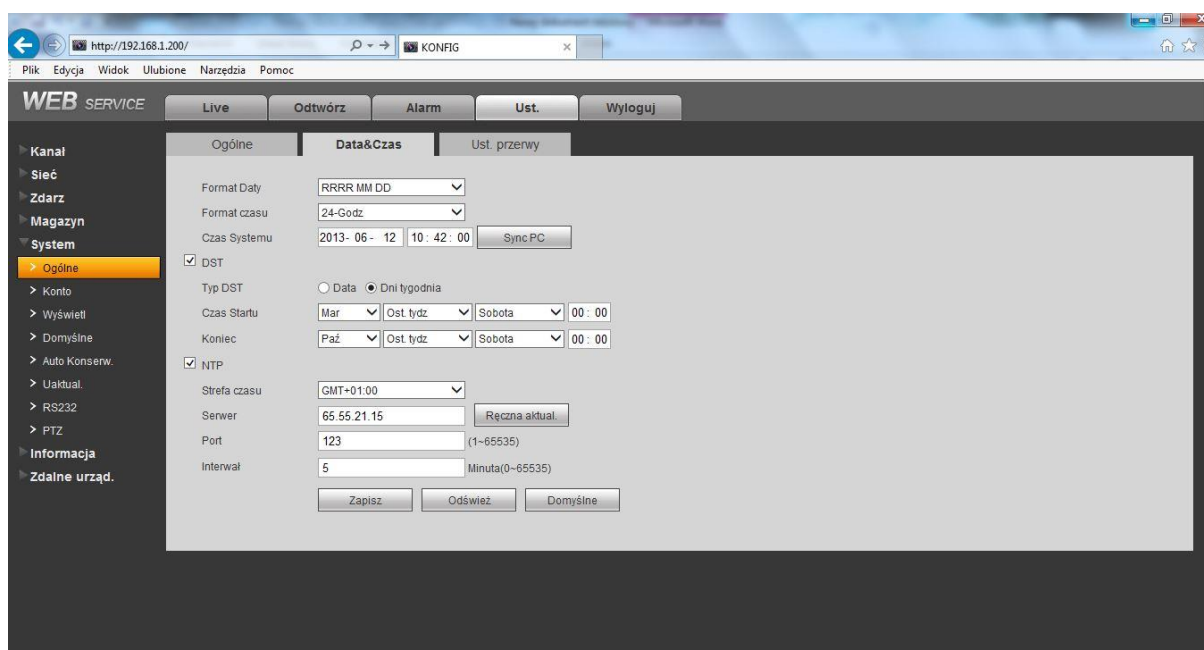 http://192.168.1.200/
KONFIG
Plik Edycja Widok Ulubione Narzędzia Pomoc
WEB SERVICE
Live Odtwórz Alarm Ust. Wyloguj
Ogólne Data&Czas Ust. przerwy
Kanał
Sieć
Zdarz
Magazyn
System
> Ogólne
> Konto
> Wyświetl
> Domyślne
> Auto Konserw.
> Uaktual.
> RS232
> PTZ
Informacja
Zdalne urząd.
Format Daty RRRR MM DD
Format czasu 24-Godz
Czas Systemu 2013- 06 - 12 10 : 42 : 00 Sync PC
DST
Typ DST Data Dni tygodnia
Czas Startu Mar Ost. tydz. Sobota 00 : 00
Koniec Paź Ost. tydz. Sobota 00 : 00
NTP
Strefa czasu GMT+01:00
Serwer 65.55.21.15 Ręczna aktual.
Port 123 (1~65535)
Interwał 5 Minuta(0~65535)
Zapisz Odśwież Domyślne